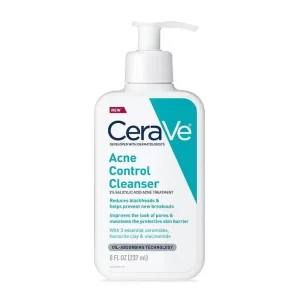 NEW
CeraVe
DEVELOPED WITH DERMATOLOGISTS
Acne
Control
Cleanser
2% SALICYLIC ACID ACNE TREATMENT
Reduces blackheads &
helps prevent new breakouts
Improves the look of pores &
maintains the protective skin barrier
With 3 essential ceramides,
hectorite clay & niacinamide
OIL-ABSORBING TECHNOLOGY
8 FL OZ (237 ml)